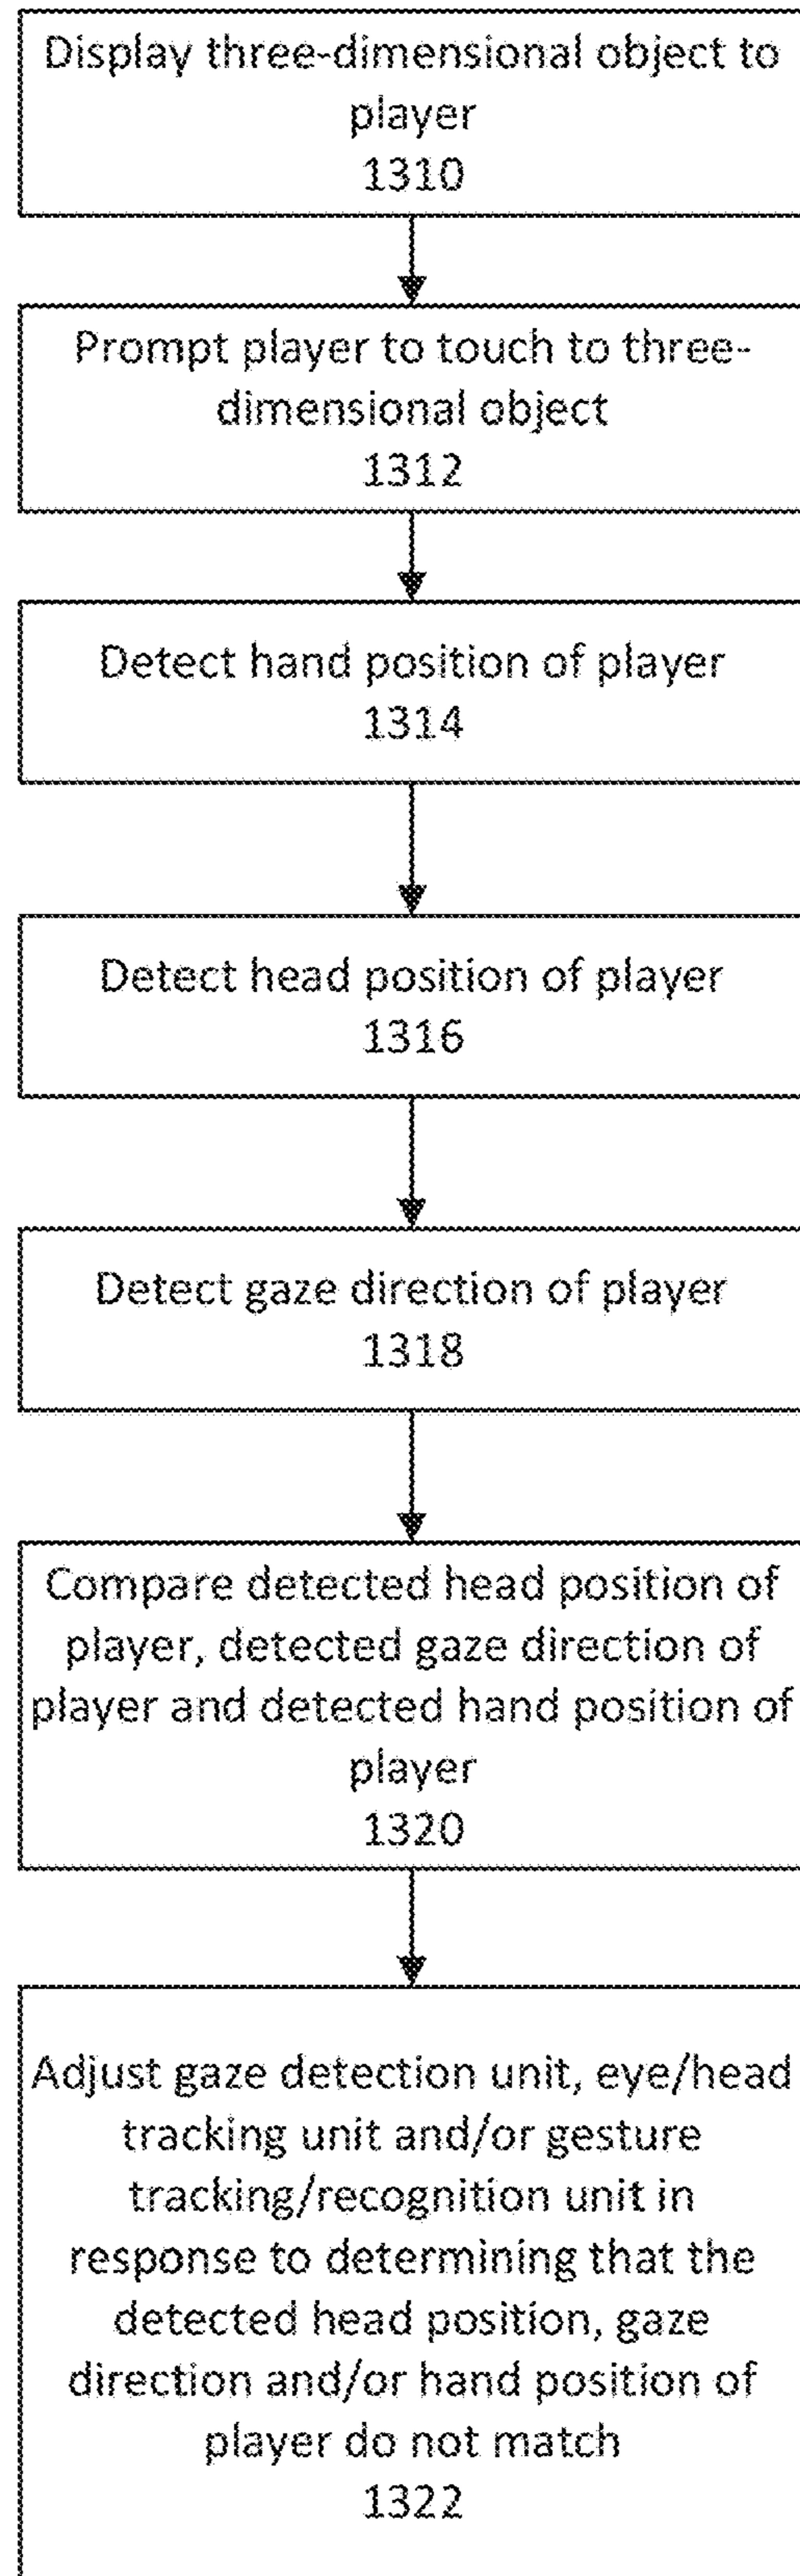 Display three-dimensional object to
player
1310
Prompt player to touch to three-
dimensional object
1312
Detect hand position of player
1314
Detect head position of player
1316
Detect gaze direction of player
1318
Compare detected head position of
player, detected gaze direction of
player and detected hand position of
player
1320
Adjust gaze detection unit, eye/head
tracking unit and/or gesture
tracking/recognition unit in
response to determining that the
detected head position, gaze
direction and/or hand position of
player do not match
1322